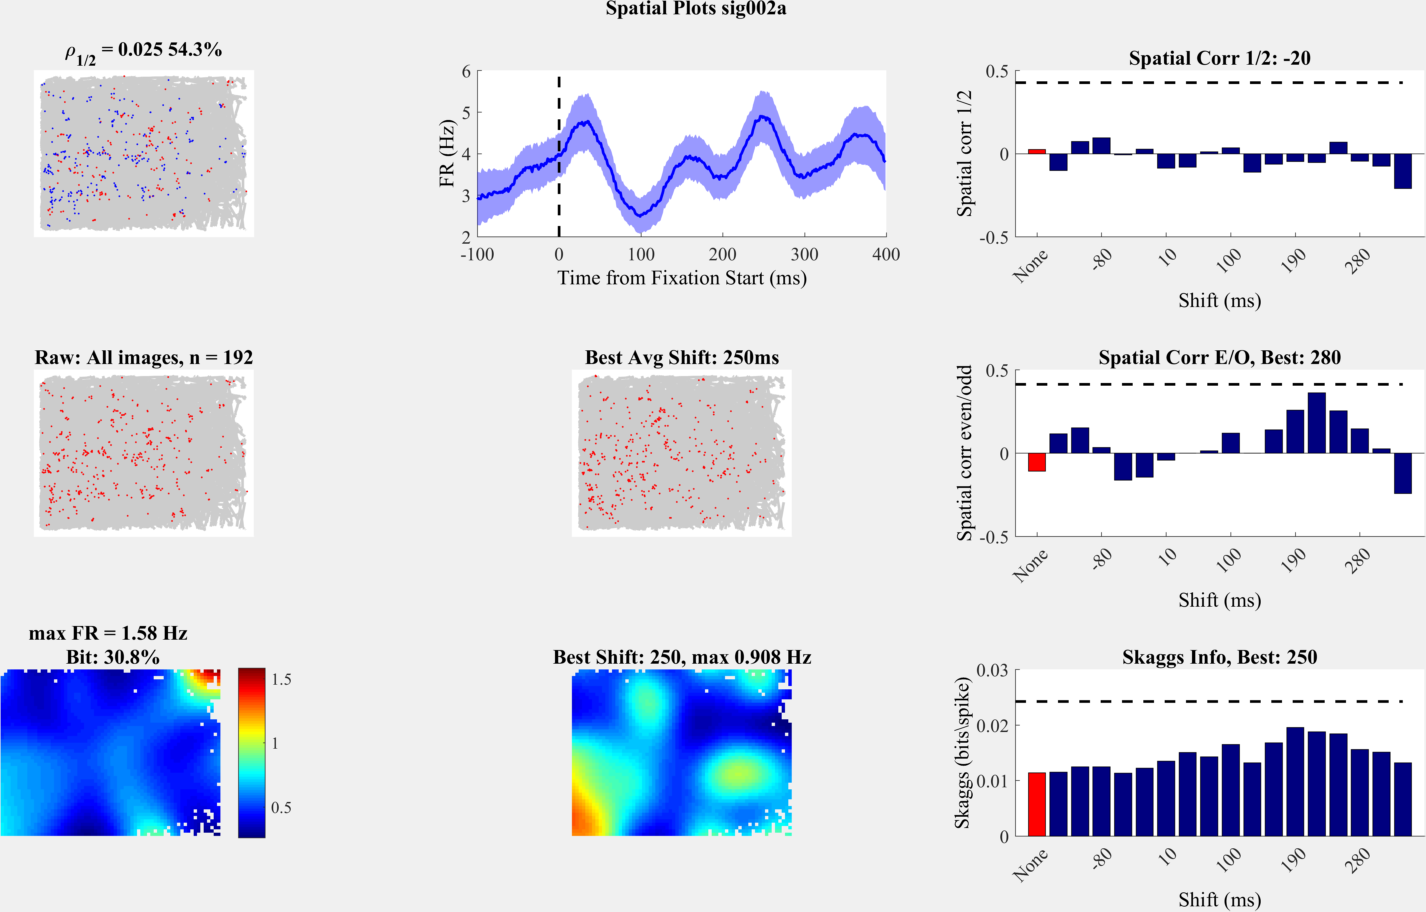 Spatial Plots sig002a
ρ1/2 = 0.025 54.3%
6
5
4
3
2
FR (Hz)
-100
0
100
200
300
400
Time from Fixation Start (ms)
Spatial Corr 1/2: -20
0.5
0
-0.5
Spatial corr 1/2
None
-80
10
100
190
280
Shift (ms)
Raw: All images, n = 192
Best Avg Shift: 250ms
Spatial Corr E/O, Best: 280
0.5
0
-0.5
Spatial corr even/odd
None
-80
10
100
190
280
Shift (ms)
max FR = 1.58 Hz
Bit: 30.8%
1.5
1
0.5
Best Shift: 250, max 0.908 Hz
Skaggs Info, Best: 250
0.03
0.02
0.01
0
Skaggs (bits\spike)
None
-80
10
100
190
280
Shift (ms)